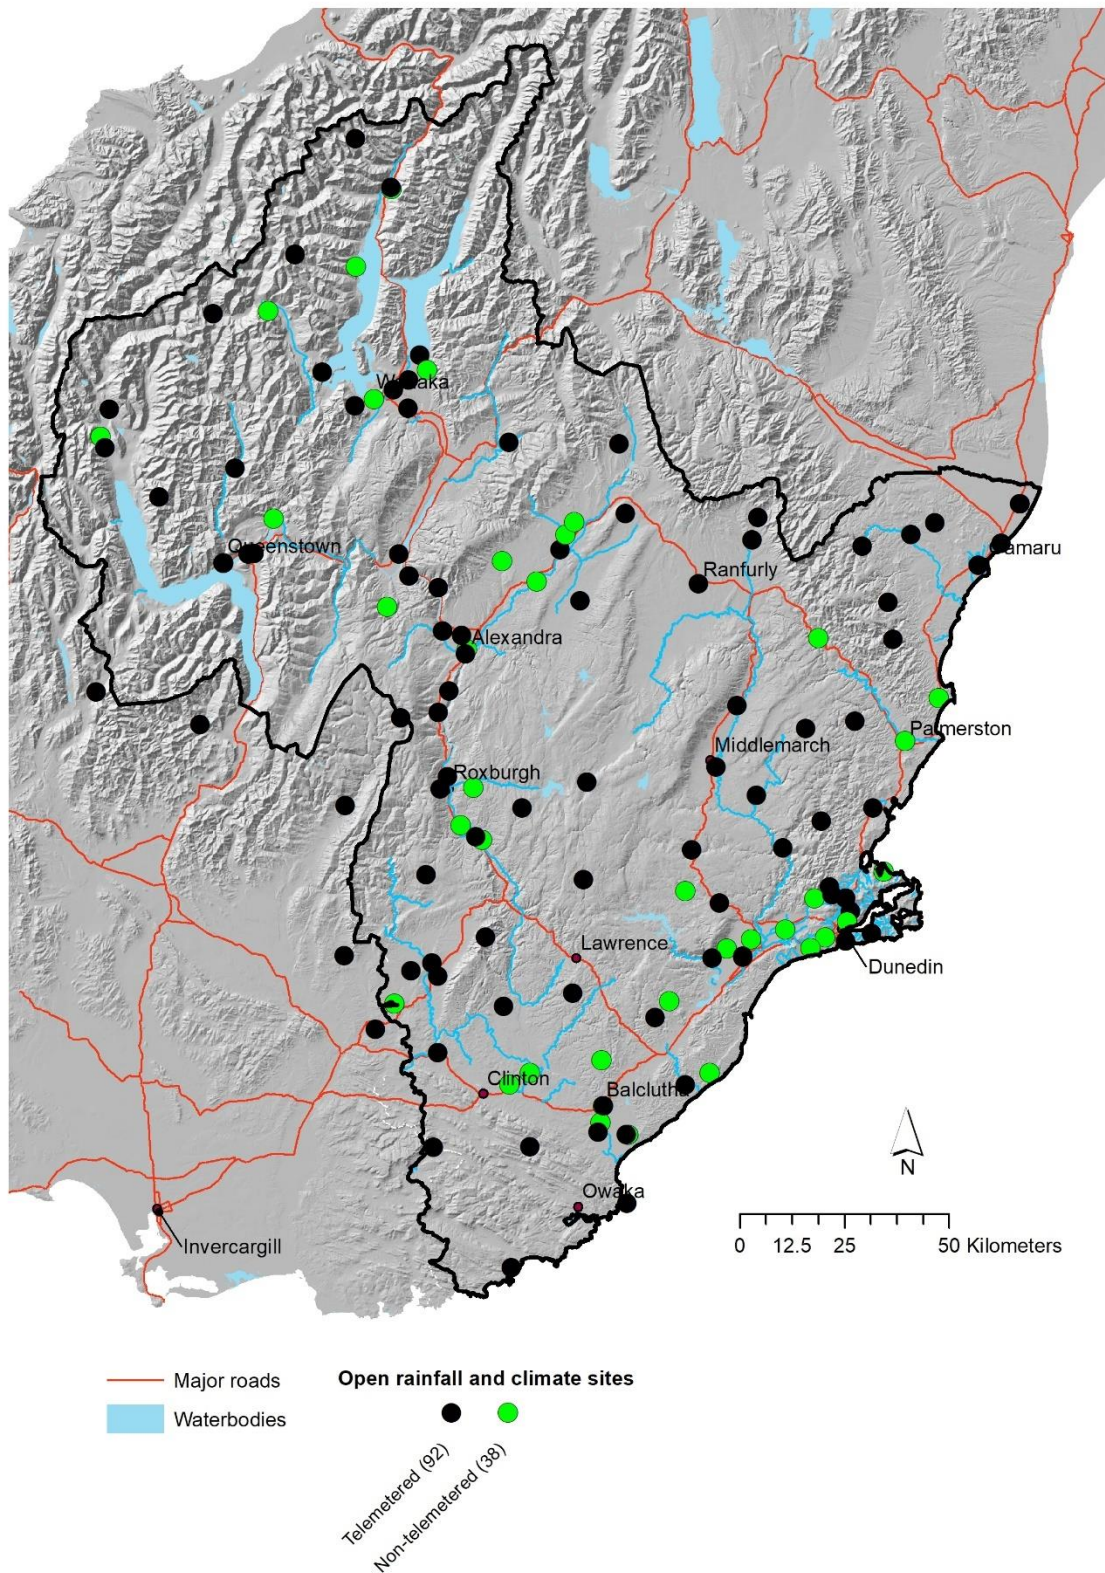 Wanaka
Queenstown
Oamaru
Ranfurly
Alexandra
Palmerston
Middlemarch
Roxburgh
Lawrence
Dunedin
Clinton
Balclutha
Owaka
N
Invercargill
0 12.5 25 50 Kilometers
Major roads
Waterbodies
Open rainfall and climate sites
Telemetered (92)
Non-telemetered (38)